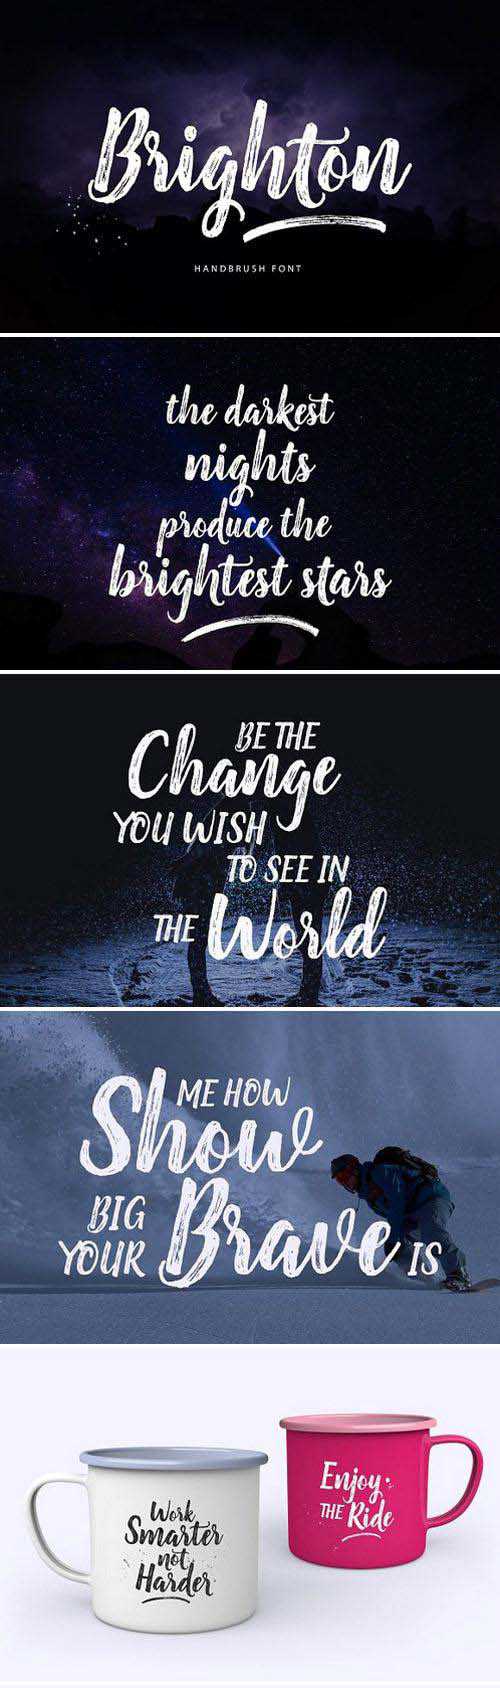 Brighton
HANDBRUSH FONT
the darkest
nights
produce the
brightest stars
BE THE
Change
YOU WISH
TO SEE IN
THE World
ME HOW
Show
BIG
YOUR Brave IS
Work
Smarter
not
Harder
Enjoy
THE Ride